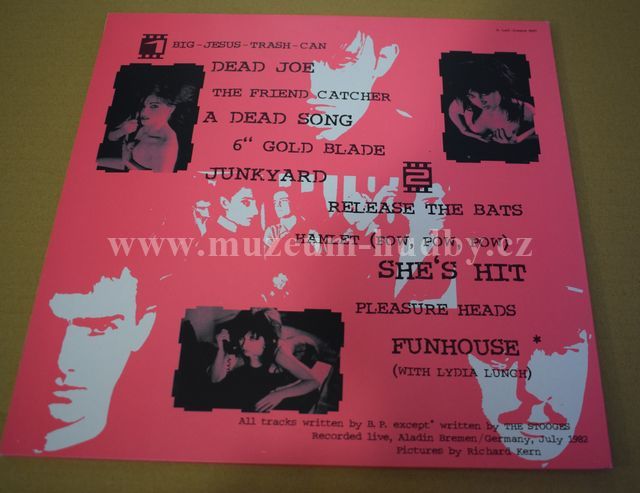 1 BIG-JESUS-TRASH-CAN
DEAD JOE
THE FRIEND CATCHER
A DEAD SONG
6" GOLD BLADE
JUNKYARD
2
RELEASE THE BATS
www.muzeum-hudby.cz
HAMLET (POW, POW, POW)
SHE'S HIT
PLEASURE HEADS
FUNHOUSE *
(WITH LYDIA LUNCH)
All tracks written by B.P. except* written by THE STOOGES
Recorded live, Aladin Bremen/Germany, July 1982
Pictures by Richard Kern